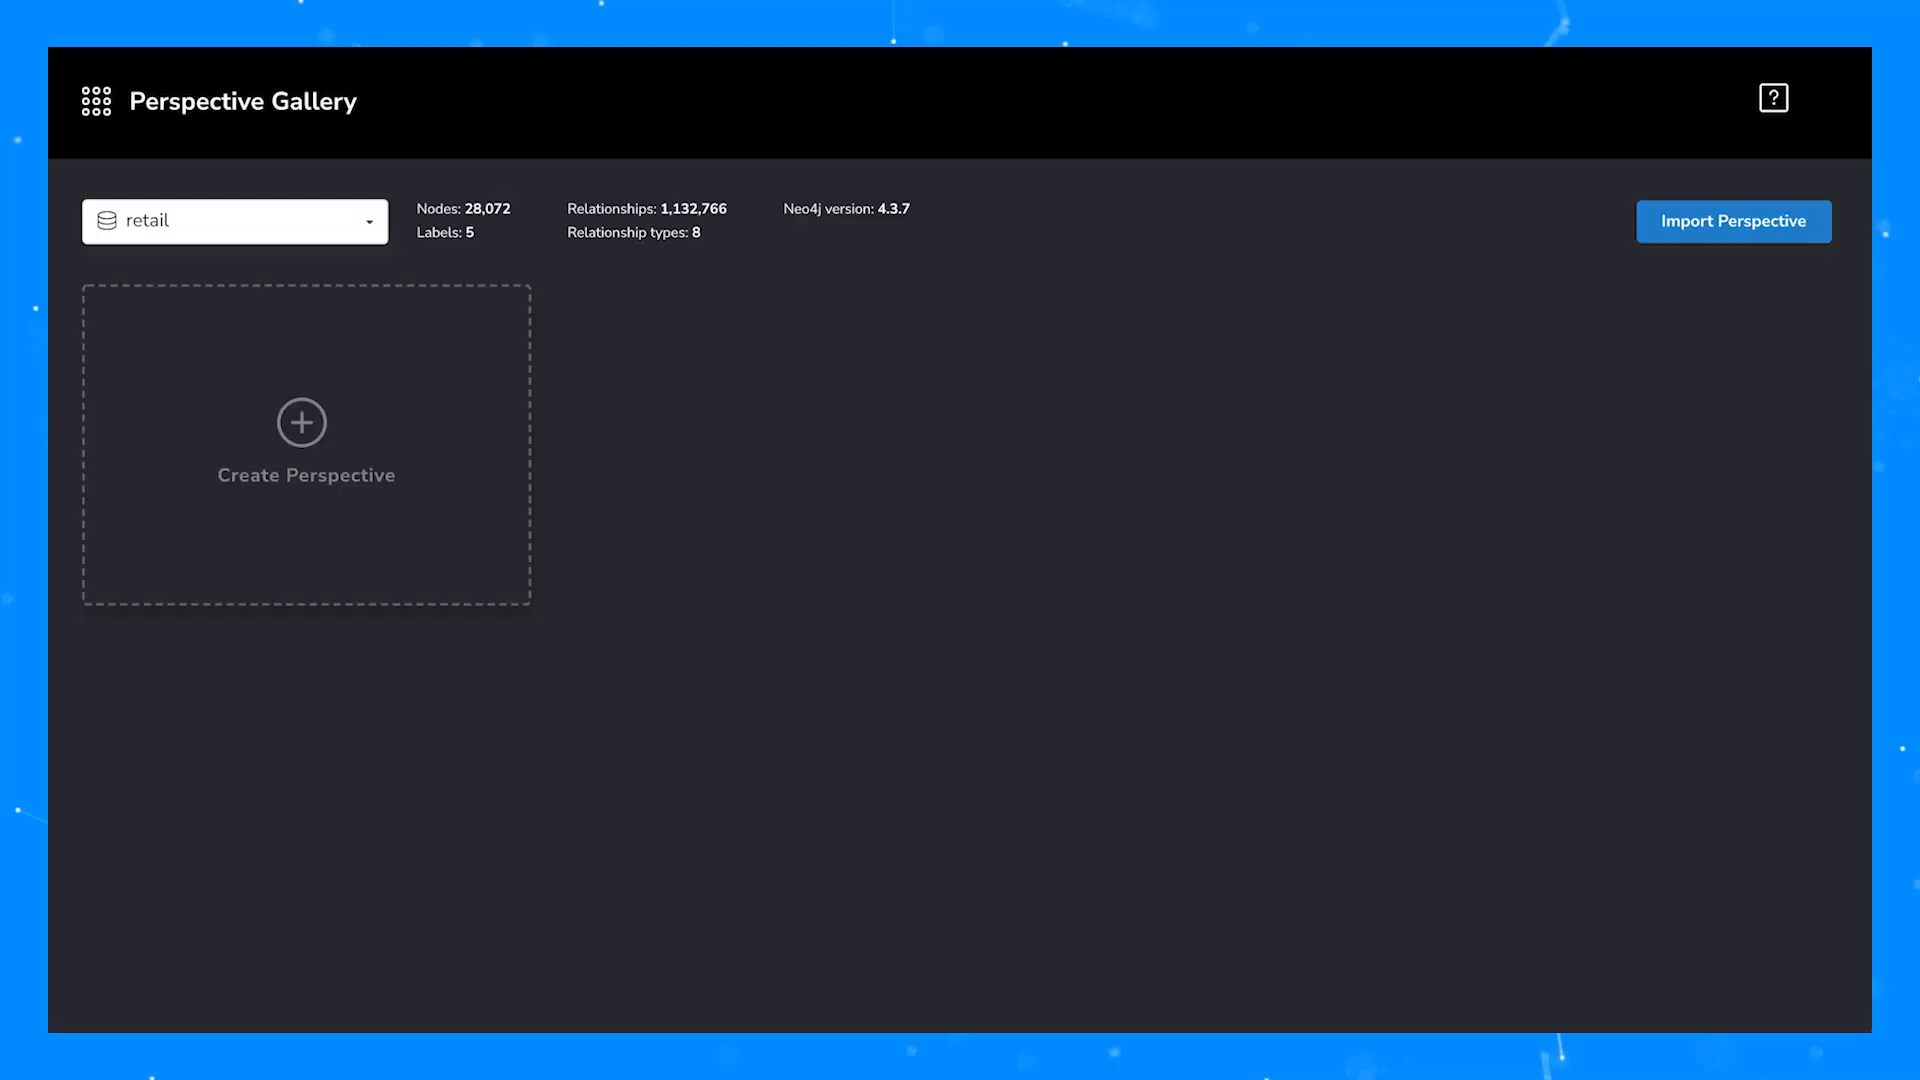 Perspective Gallery
?
retail
Nodes: 28,072
Labels: 5
Relationships: 1,132,766
Relationship types: 8
Neo4j version: 4.3.7
Import Perspective
Create Perspective